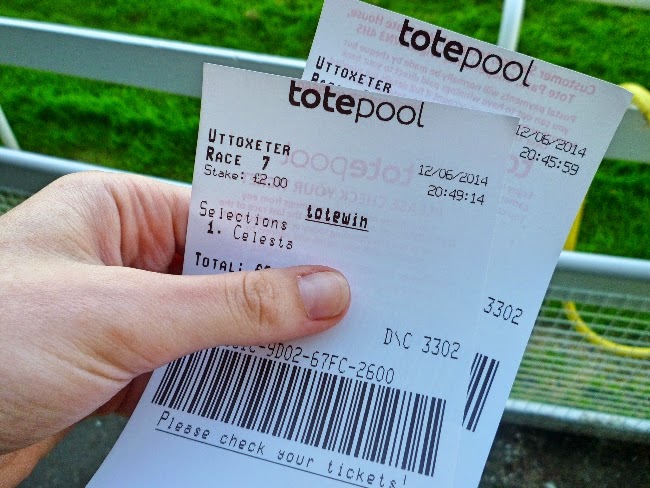 totepool
UTTOXETER
RACE 7
Stake: £2.00
12/06/2014
20:49:14
totewin
Selections
1. Celesta
TOTAL:
D\C 3302
-9D02-67FC-2600
Please check your tickets!
totepool
UTTOXETER
12/06/2014
20:45:59
3302